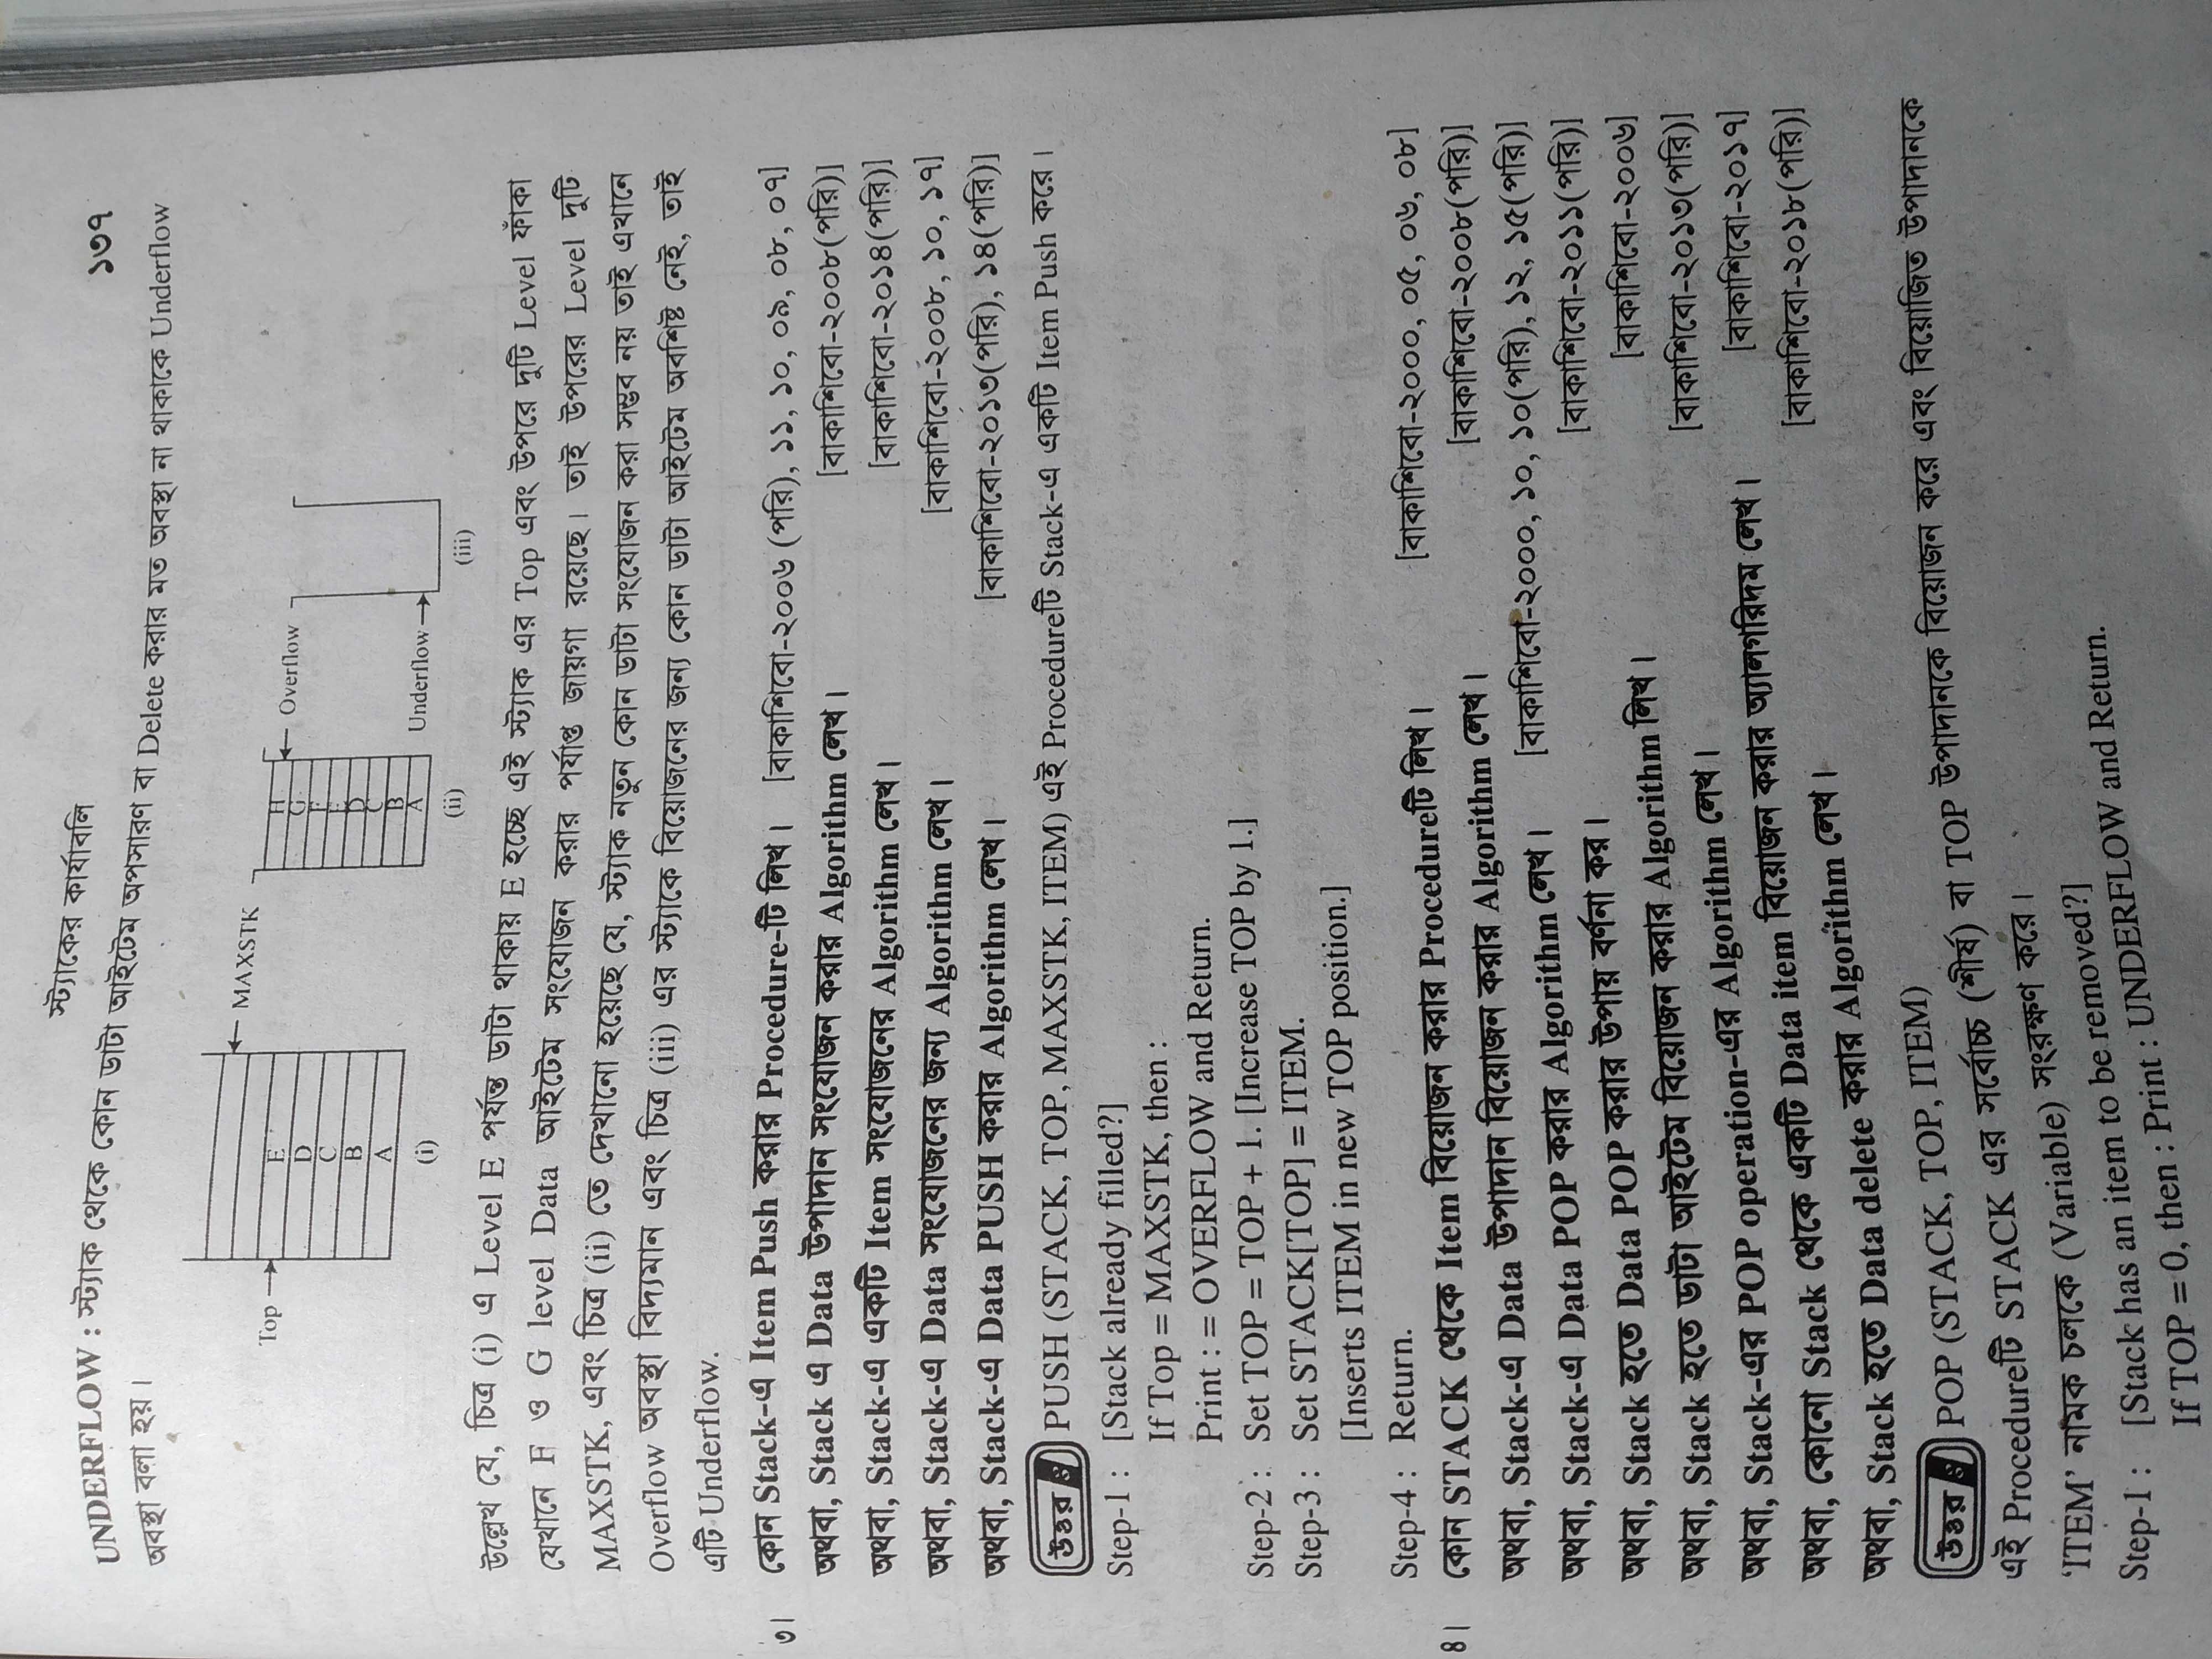 স্ট্যাকের কার্যাবলি
১৩৭
UNDERFLOW : স্ট্যাক থেকে কোন ডাটা আইটেম অপসারণ বা Delete করার মত অবস্থা না থাকাকে Underflow
অবস্থা বলা হয়।
Top
E
D
C
B
A
(i)
MAXSTK
H
G
F
E
D
C
B
A
(ii)
Overflow
Underflow
(iii)
উল্লেখ যে, চিত্র (i) এ Level E পর্যন্ত ডাটা থাকায় E হচ্ছে এই স্ট্যাক এর Top এবং উপরে দুটি Level ফাঁকা
যেখানে F ও G level Data আইটেম সংযোজন করার পর্যাপ্ত জায়গা রয়েছে। তাই উপরের Level দুটি
MAXSTK, এবং চিত্র (ii) তে দেখানো হয়েছে যে, স্ট্যাক নতুন কোন ডাটা সংযোজন করা সম্ভব নয় তাই এখানে
Overflow অবস্থা বিদ্যমান এবং চিত্র (iii) এর স্ট্যাকে বিয়োজনের জন্য কোন ডাটা আইটেম অবশিষ্ট নেই, তাই
এটি Underflow.
৩। কোন Stack-এ Item Push করার Procedure-টি লিখ। [বাকাশিবো-২০০৬ (পরি), ১১, ১০, ০৯, ০৮, ০৭]
অথবা, Stack এ Data উপাদান সংযোজন করার Algorithm লেখ। [বাকাশিবো-২০০৮(পরি)]
অথবা, Stack-এ একটি Item সংযোজনের Algorithm লেখ। [বাকাশিবো-২০১৪(পরি)]
অথবা, Stack-এ Data সংযোজনের জন্য Algorithm লেখ। [বাকাশিবো-২০০৮, ১০, ১৭]
অথবা, Stack-এ Data PUSH করার Algorithm লেখ। [বাকাশিবো-২০১৩(পরি), ১৪(পরি)]
উত্তর ঃ PUSH (STACK, TOP, MAXSTK, ITEM) এই Procedureটি Stack-এ একটি Item Push করে।
Step-1 : [Stack already filled?]
If Top = MAXSTK, then :
Print : = OVERFLOW and Return.
Step-2 : Set TOP = TOP + 1. [Increase TOP by 1.]
Step-3 : Set STACK[TOP] = ITEM.
[Inserts ITEM in new TOP position.]
Step-4 : Return.
৪। কোন STACK থেকে Item বিয়োজন করার Procedureটি লিখ। [বাকাশিবো-২০০০, ০৫, ০৬, ০৮]
অথবা, Stack-এ Data উপাদান বিয়োজন করার Algorithm লেখ। [বাকাশিবো-২০০৮(পরি)]
অথবা, Stack-এ Data POP করার Algorithm লেখ। [বাকাশিবো-২০০০, ১০, ১০(পরি), ১২, ১৫(পরি)]
অথবা, Stack হতে Data POP করার উপায় বর্ণনা কর। [বাকাশিবো-২০১১(পরি)]
অথবা, Stack হতে ডাটা আইটেম বিয়োজন করার Algorithm লিখ। [বাকাশিবো-২০০৬]
অথবা, Stack-এর POP operation-এর Algorithm লেখ। [বাকাশিবো-২০১৩(পরি)]
অথবা, কোনো Stack থেকে একটি Data item বিয়োজন করার অ্যালগরিদম লেখ। [বাকাশিবো-২০১৭]
অথবা, Stack হতে Data delete করার Algorithm লেখ। [বাকাশিবো-২০১৮(পরি)]
উত্তর ঃ POP (STACK, TOP, ITEM)
এই Procedureটি STACK এর সর্বোচ্চ (শীর্ষ) বা TOP উপাদানকে বিয়োজন করে এবং বিয়োজিত উপাদানকে
'ITEM' নামিক চলকে (Variable) সংরক্ষণ করে।
Step-1 : [Stack has an item to be removed?]
If TOP = 0, then : Print : UNDERFLOW and Return.